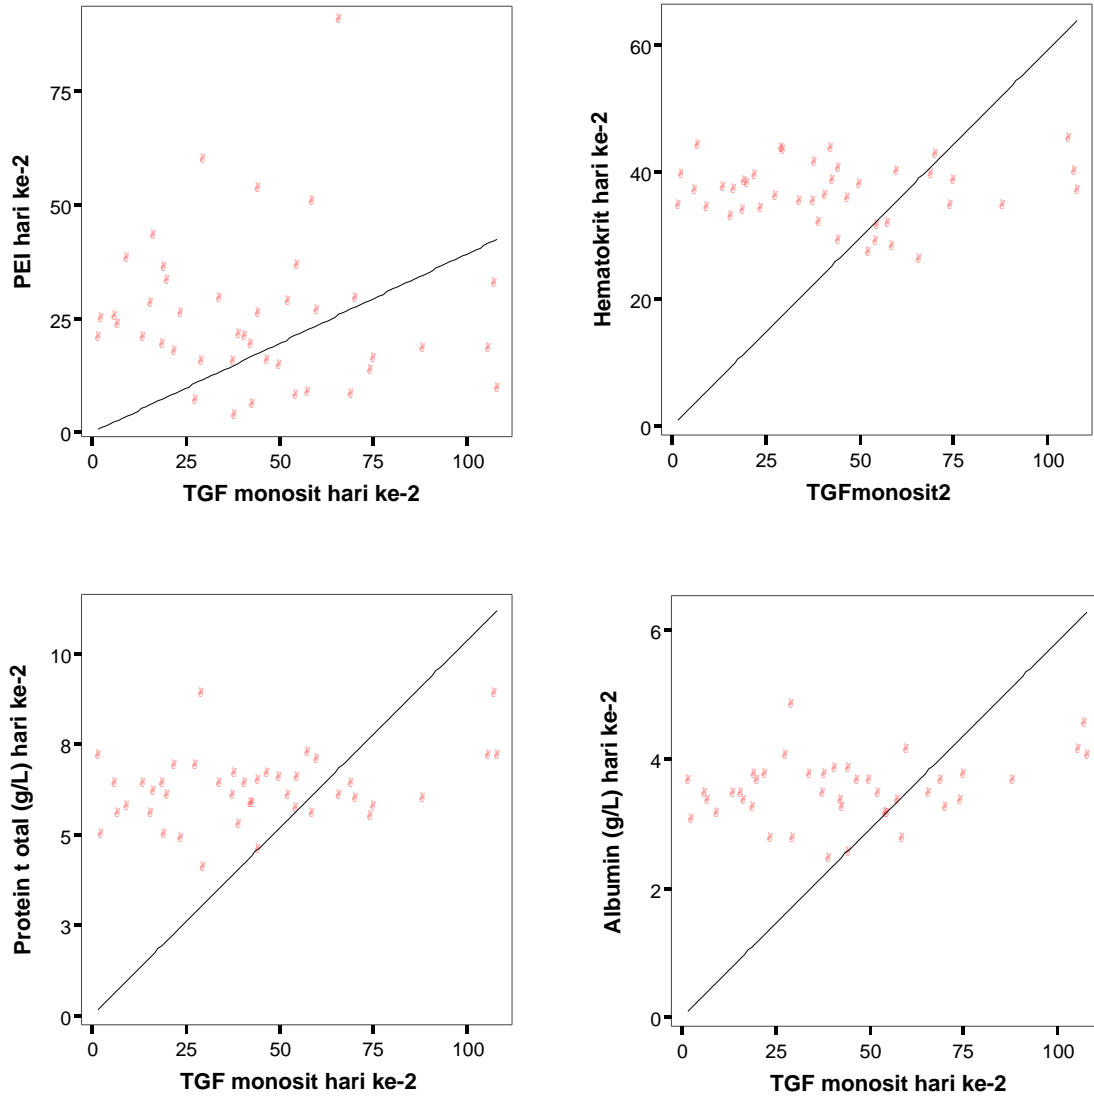 75
50
25
0
PEI hari ke-2
0 25 50 75 100
TGF monosit hari ke-2
60
40
20
0
Hematokrit hari ke-2
0 25 50 75 100
TGFmonosit2
10
8
5
3
0
Protein t otal (g/L) hari ke-2
0 25 50 75 100
TGF monosit hari ke-2
6
4
2
0
Albumin (g/L) hari ke-2
0 25 50 75 100
TGF monosit hari ke-2